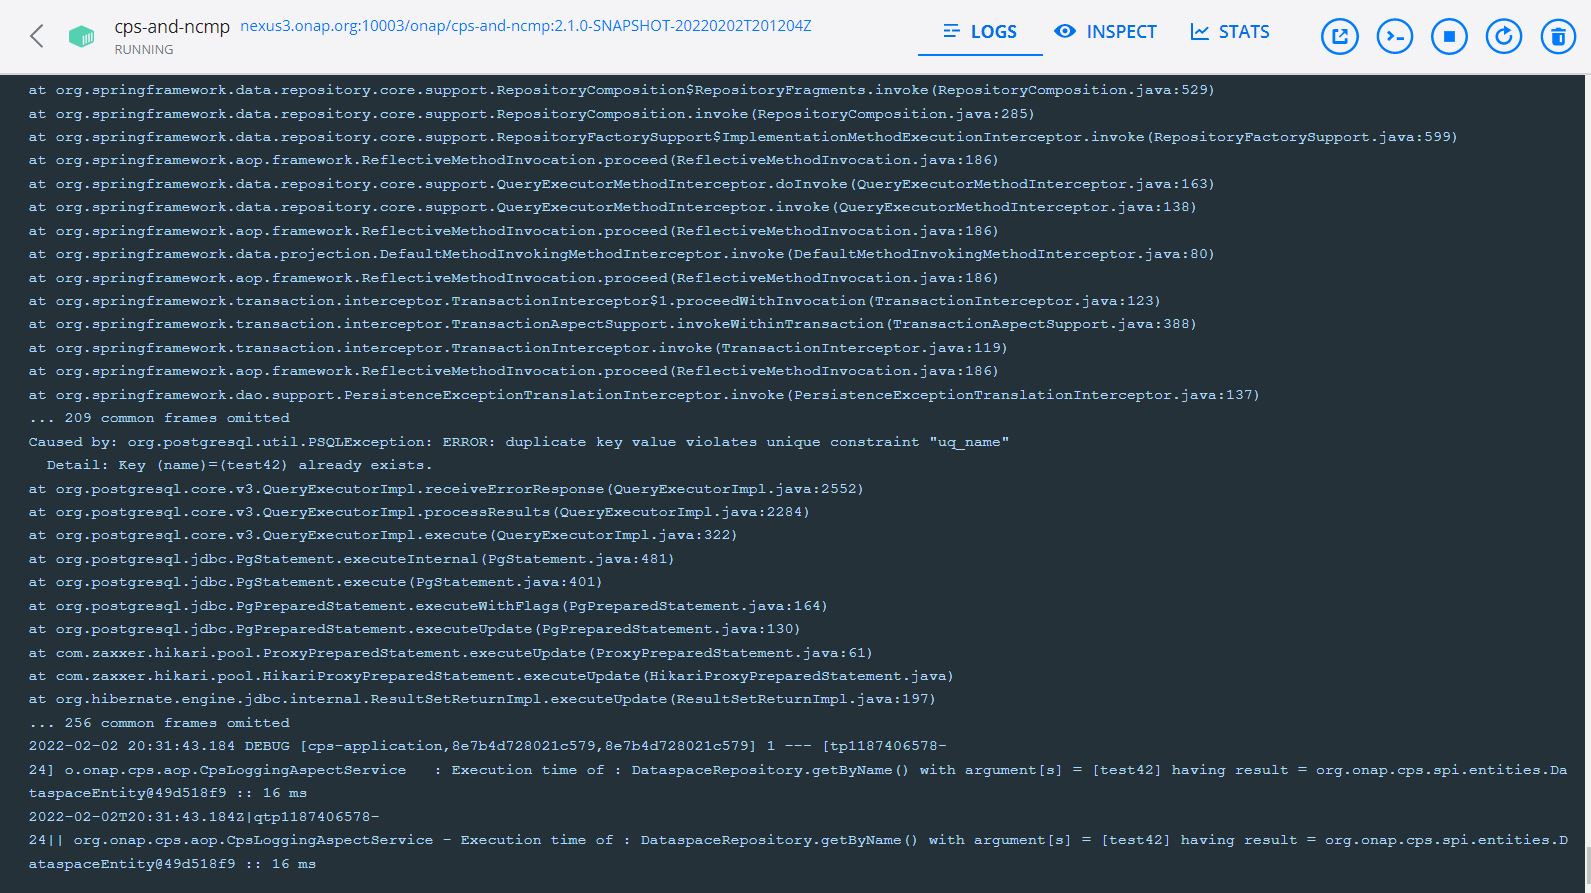 cps-and-ncmp nexus3.onap.org:10003/onap/cps-and-ncmp:2.1.0-SNAPSHOT-20220202T201204Z
RUNNING
LOGS INSPECT STATS
at org.springframework.data.repository.core.support.RepositoryComposition$RepositoryFragments.invoke(RepositoryComposition.java:529)
at org.springframework.data.repository.core.support.RepositoryComposition.invoke(RepositoryComposition.java:285)
at org.springframework.data.repository.core.support.RepositoryFactorySupport$ImplementationMethodExecutionInterceptor.invoke(RepositoryFactorySupport.java:599)
at org.springframework.aop.framework.ReflectiveMethodInvocation.proceed(ReflectiveMethodInvocation.java:186)
at org.springframework.data.repository.core.support.QueryExecutorMethodInterceptor.doInvoke(QueryExecutorMethodInterceptor.java:163)
at org.springframework.data.repository.core.support.QueryExecutorMethodInterceptor.invoke(QueryExecutorMethodInterceptor.java:138)
at org.springframework.aop.framework.ReflectiveMethodInvocation.proceed(ReflectiveMethodInvocation.java:186)
at org.springframework.data.projection.DefaultMethodInvokingMethodInterceptor.invoke(DefaultMethodInvokingMethodInterceptor.java:80)
at org.springframework.aop.framework.ReflectiveMethodInvocation.proceed(ReflectiveMethodInvocation.java:186)
at org.springframework.transaction.interceptor.TransactionInterceptor$1.proceedWithInvocation(TransactionInterceptor.java:123)
at org.springframework.transaction.interceptor.TransactionAspectSupport.invokeWithinTransaction(TransactionAspectSupport.java:388)
at org.springframework.transaction.interceptor.TransactionInterceptor.invoke(TransactionInterceptor.java:119)
at org.springframework.aop.framework.ReflectiveMethodInvocation.proceed(ReflectiveMethodInvocation.java:186)
at org.springframework.dao.support.PersistenceExceptionTranslationInterceptor.invoke(PersistenceExceptionTranslationInterceptor.java:137)
... 209 common frames omitted
Caused by: org.postgresql.util.PSQLException: ERROR: duplicate key value violates unique constraint "uq_name"
Detail: Key (name)=(test42) already exists.
at org.postgresql.core.v3.QueryExecutorImpl.receiveErrorResponse(QueryExecutorImpl.java:2552)
at org.postgresql.core.v3.QueryExecutorImpl.processResults(QueryExecutorImpl.java:2284)
at org.postgresql.core.v3.QueryExecutorImpl.execute(QueryExecutorImpl.java:322)
at org.postgresql.jdbc.PgStatement.executeInternal(PgStatement.java:481)
at org.postgresql.jdbc.PgStatement.execute(PgStatement.java:401)
at org.postgresql.jdbc.PgPreparedStatement.executeWithFlags(PgPreparedStatement.java:164)
at org.postgresql.jdbc.PgPreparedStatement.executeUpdate(PgPreparedStatement.java:130)
at com.zaxxer.hikari.pool.ProxyPreparedStatement.executeUpdate(ProxyPreparedStatement.java:61)
at com.zaxxer.hikari.pool.HikariProxyPreparedStatement.executeUpdate(HikariProxyPreparedStatement.java)
at org.hibernate.engine.jdbc.internal.ResultSetReturnImpl.executeUpdate(ResultSetReturnImpl.java:197)
... 256 common frames omitted
2022-02-02 20:31:43.184 DEBUG [cps-application,8e7b4d728021c579,8e7b4d728021c579] 1 --- [tp1187406578-
24] o.onap.cps.aop.CpsLoggingAspectService : Execution time of : DataspaceRepository.getByName() with argument[s] = [test42] having result = org.onap.cps.spi.entities.Da
taspaceEntity@49d518f9 :: 16 ms
2022-02-02T20:31:43.184Z|qtp1187406578-
24|| org.onap.cps.aop.CpsLoggingAspectService - Execution time of : DataspaceRepository.getByName() with argument[s] = [test42] having result = org.onap.cps.spi.entities.D
ataspaceEntity@49d518f9 :: 16 ms